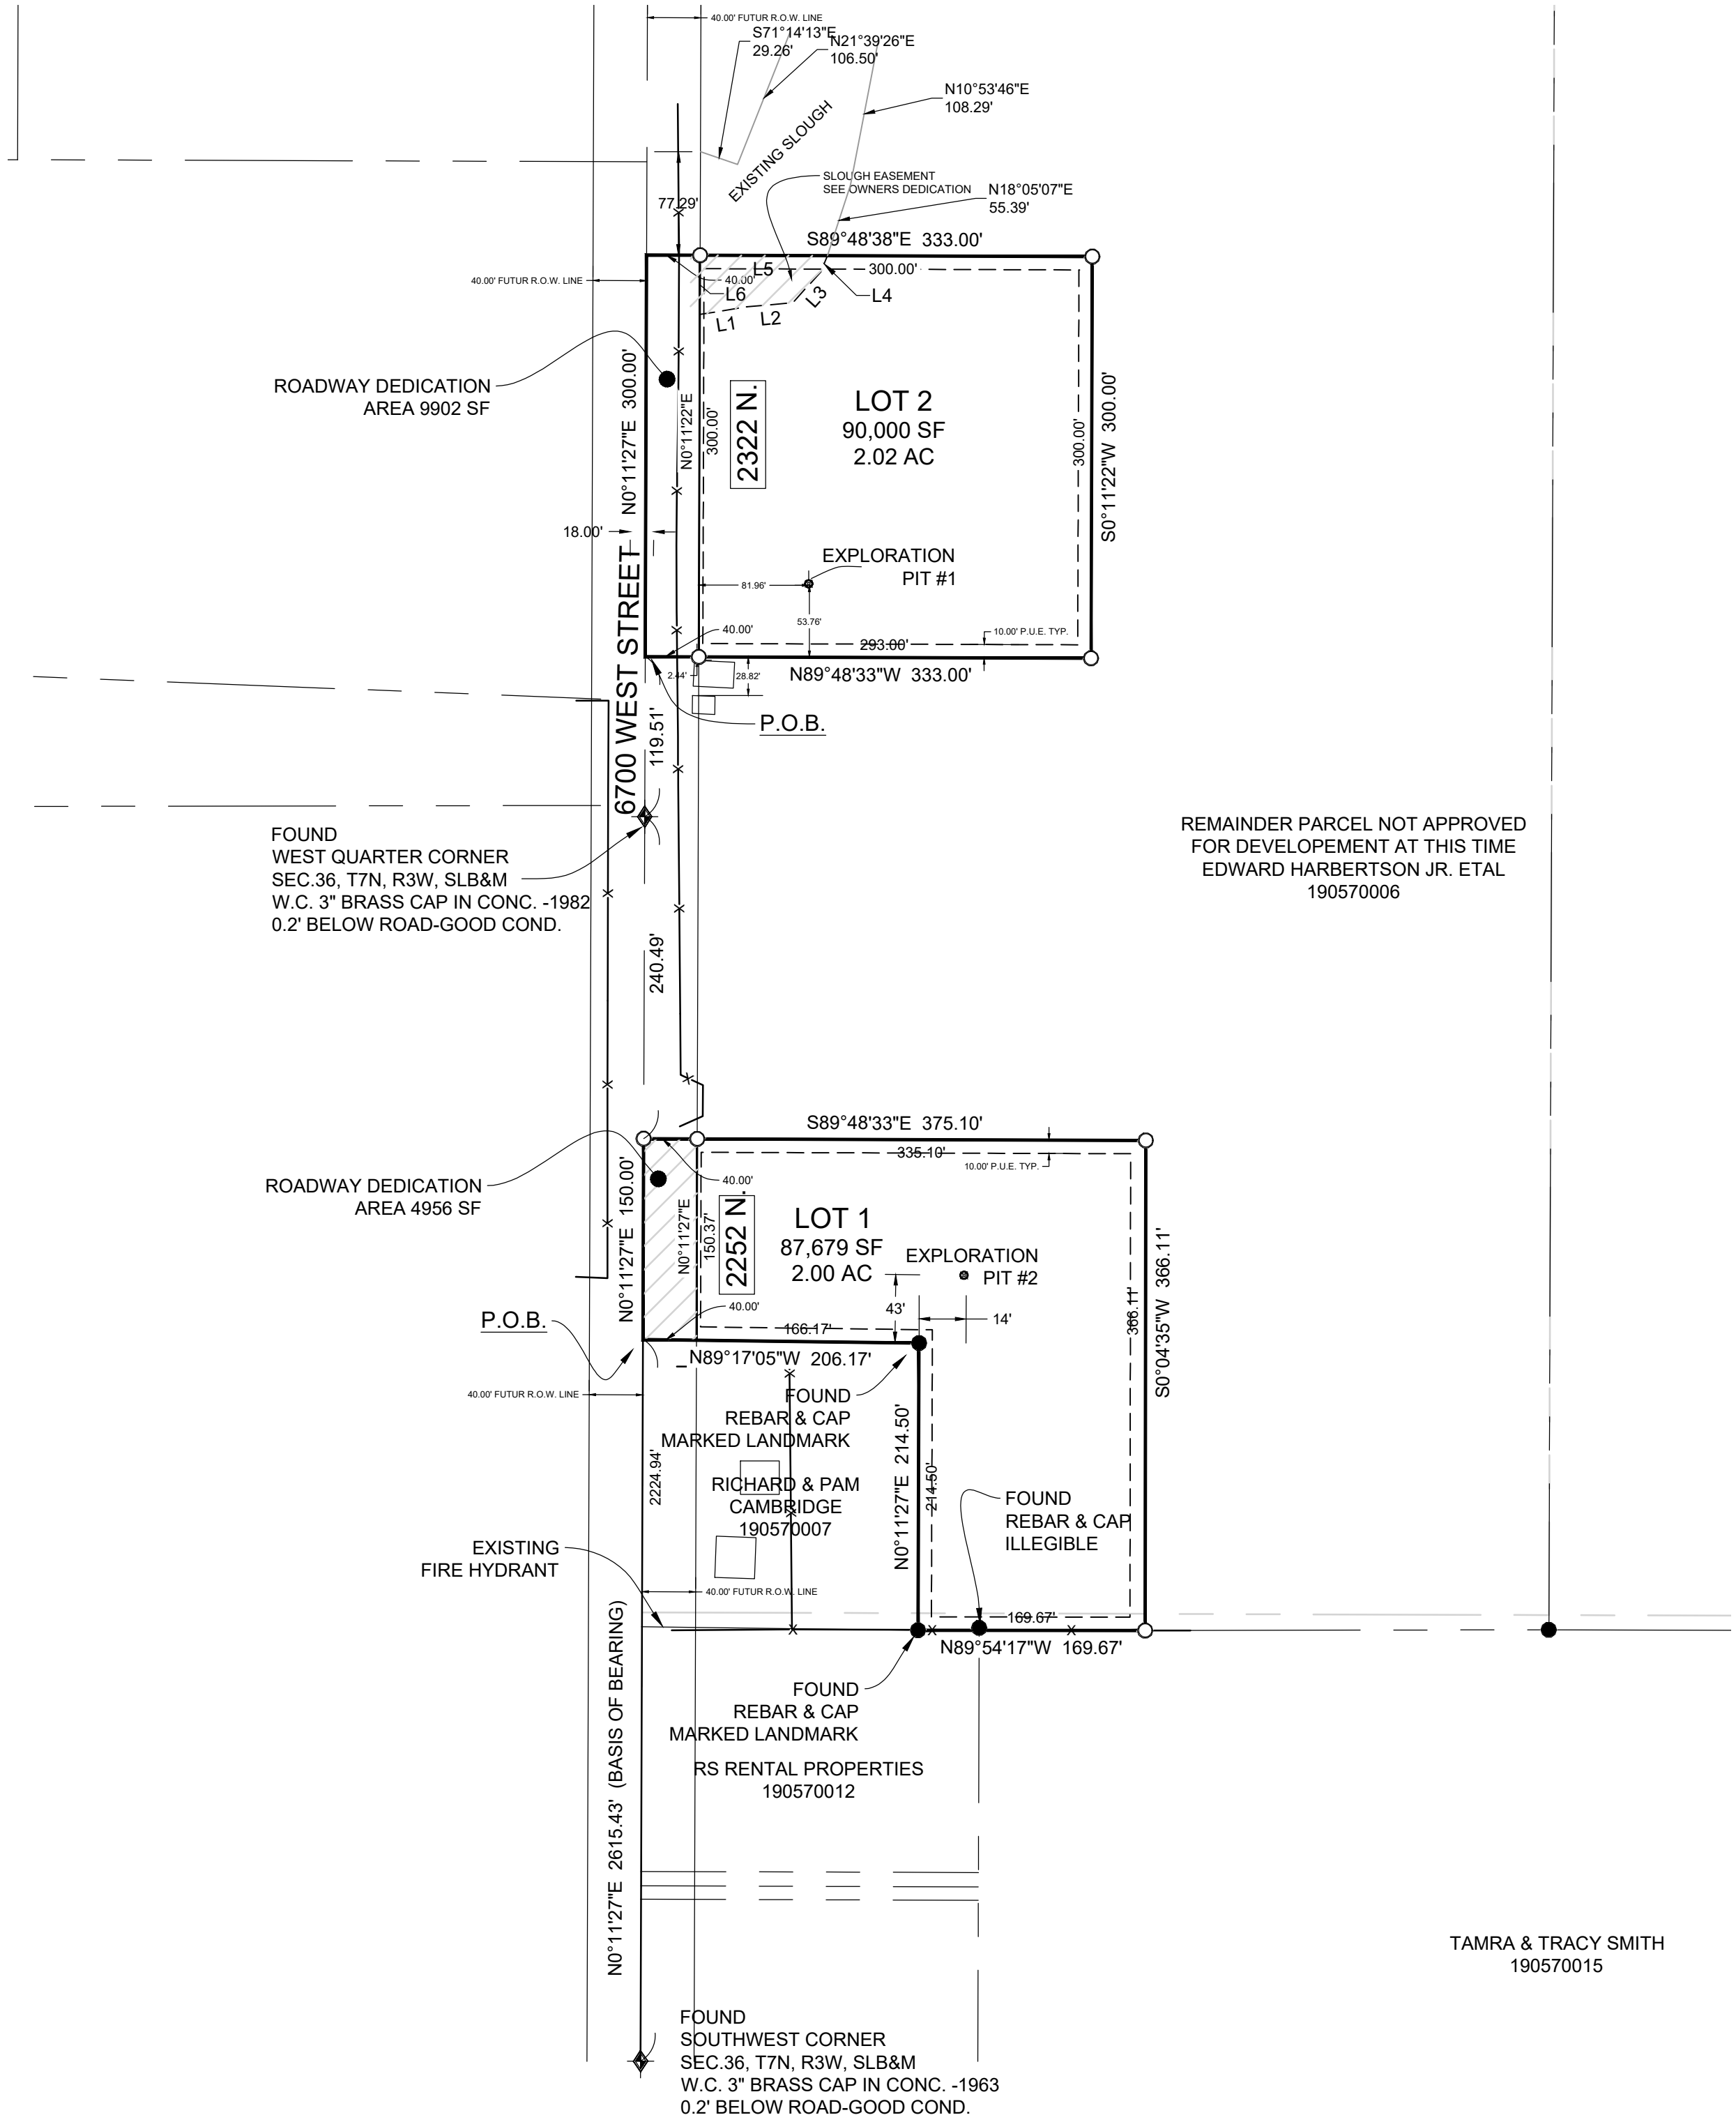 40.00' FUTUR R.O.W. LINE
S71°14'13"E
29.26'
N21°39'26"E
106.50'
N10°53'46"E
108.29'
EXISTING SLOUGH
SLOUGH EASEMENT
SEE OWNERS DEDICATION
N18°05'07"E
55.39'
77.29'
S89°48'38"E 333.00'
40.00' FUTUR R.O.W. LINE
40.00'
L5
300.00'
L6
L4
L3
L1
L2
ROADWAY DEDICATION
AREA 9902 SF
N0°11'27"E 300.00'
N0°11'22"E
300.00'
2322 N.
LOT 2
90,000 SF
2.02 AC
300.00'
S0°11'22"W 300.00'
18.00'
EXPLORATION
PIT #1
81.96'
53.76'
40.00'
10.00' P.U.E. TYP.
293.00'
N89°48'33"W 333.00'
2.44'
28.82'
P.O.B.
6700 WEST STREET
119.51'
FOUND
WEST QUARTER CORNER
SEC.36, T7N, R3W, SLB&M
W.C. 3" BRASS CAP IN CONC. -1982
0.2' BELOW ROAD-GOOD COND.
REMAINDER PARCEL NOT APPROVED
FOR DEVELOPEMENT AT THIS TIME
EDWARD HARBERTSON JR. ETAL
190570006
240.49'
S89°48'33"E 375.10'
335.10'
10.00' P.U.E. TYP.
ROADWAY DEDICATION
AREA 4956 SF
40.00'
N0°11'27"E 150.00'
N0°11'27"E
150.37'
2252 N.
LOT 1
87,679 SF
2.00 AC
EXPLORATION
PIT #2
43'
14'
366.11'
S0°04'35"W 366.11'
P.O.B.
40.00'
166.17'
N89°17'05"W 206.17'
40.00' FUTUR R.O.W. LINE
FOUND
REBAR & CAP
MARKED LANDMARK
2224.94'
RICHARD & PAM
CAMBRIDGE
190570007
N0°11'27"E 214.50'
214.50'
FOUND
REBAR & CAP
ILLEGIBLE
EXISTING
FIRE HYDRANT
40.00' FUTUR R.O.W. LINE
169.67'
N89°54'17"W 169.67'
FOUND
REBAR & CAP
MARKED LANDMARK
RS RENTAL PROPERTIES
190570012
N0°11'27"E 2615.43' (BASIS OF BEARING)
TAMRA & TRACY SMITH
190570015
FOUND
SOUTHWEST CORNER
SEC.36, T7N, R3W, SLB&M
W.C. 3" BRASS CAP IN CONC. -1963
0.2' BELOW ROAD-GOOD COND.